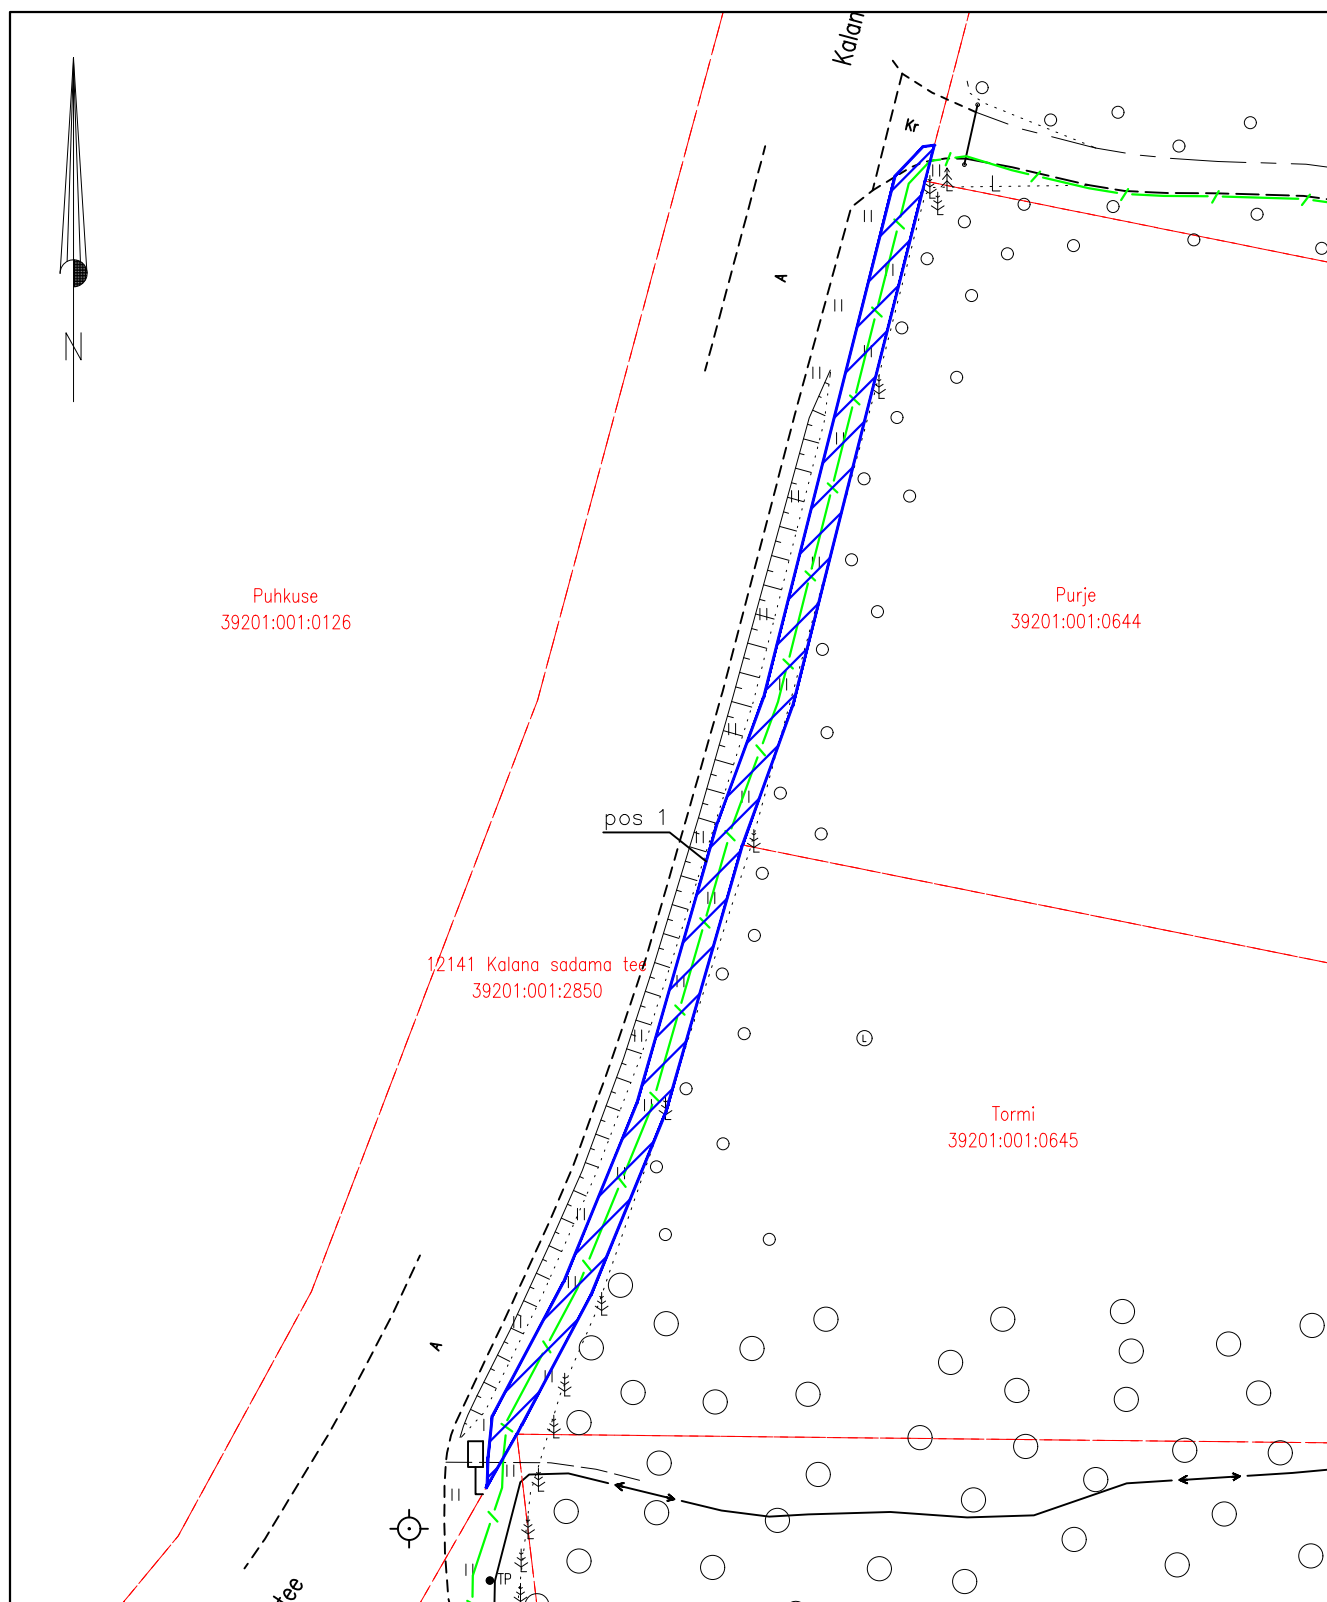 Kalan
Kr
A
N
L
Puhkuse
39201:001:0126
Purje
39201:001:0644
pos 1
12141 Kalana sadama tee
39201:001:2850
L
Tormi
39201:001:0645
A
TP
tee